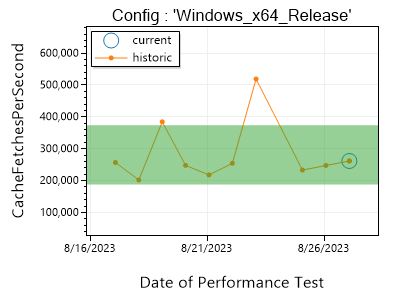 Config : 'Windows_x64_Release'
current
historic
600,000
500,000
400,000
300,000
200,000
100,000
CacheFetchesPerSecond
8/16/2023 8/21/2023 8/26/2023
Date of Performance Test